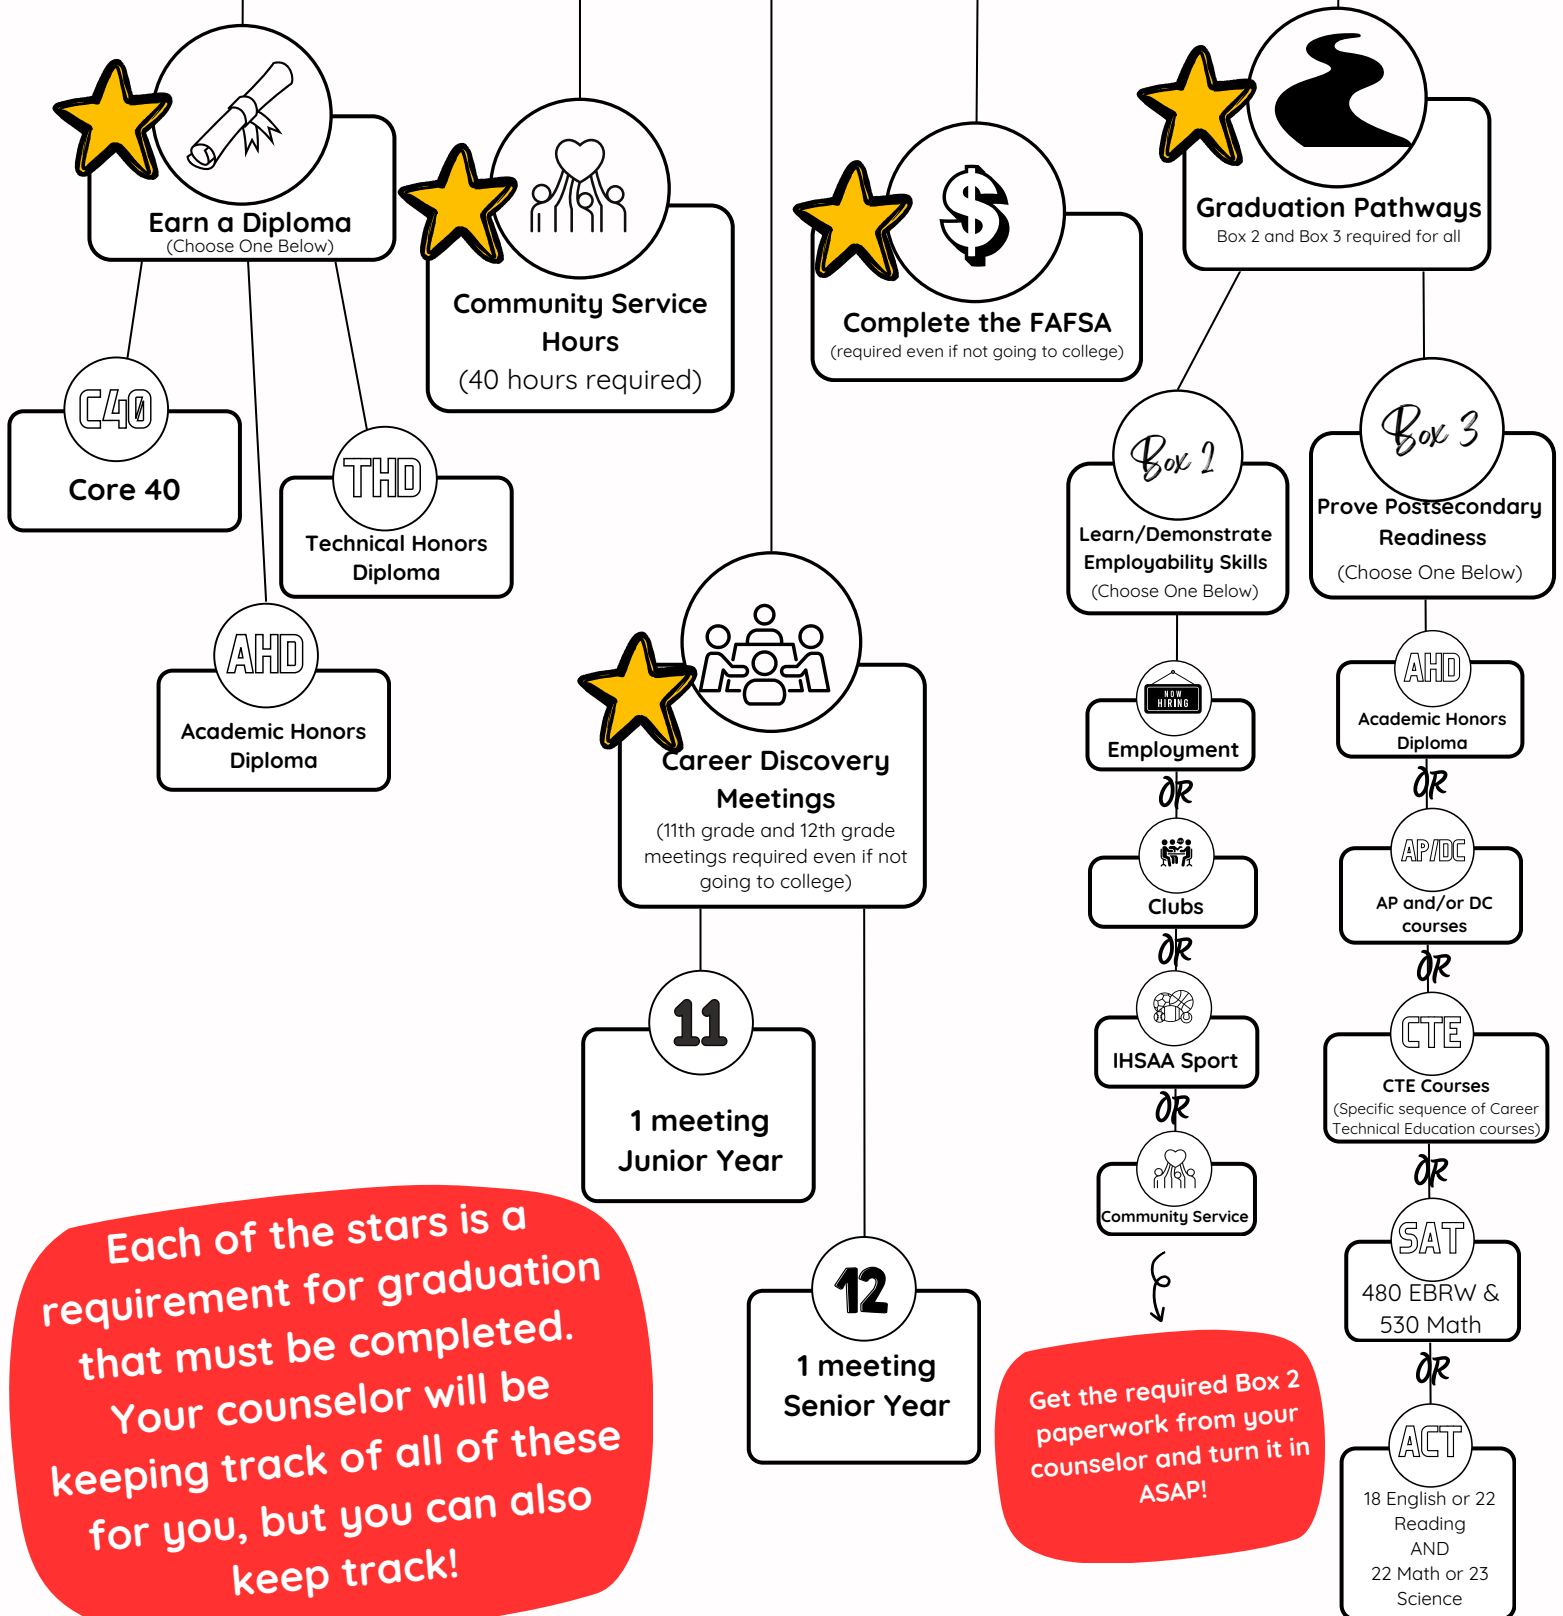 Earn a Diploma
(Choose One Below)
C40
Core 40
THD
Technical Honors
Diploma
AHD
Academic Honors
Diploma
Community Service
Hours
(40 hours required)
Career Discovery
Meetings
(11th grade and 12th grade
meetings required even if not
going to college)
11
1 meeting
Junior Year
12
1 meeting
Senior Year
Complete the FAFSA
(required even if not going to college)
Graduation Pathways
Box 2 and Box 3 required for all
Box 2
Learn/Demonstrate
Employability Skills
(Choose One Below)
NOW
HIRING
Employment
OR
Clubs
OR
IHSAA Sport
OR
Community Service
Get the required Box 2
paperwork from your
counselor and turn it in
ASAP!
Box 3
Prove Postsecondary
Readiness
(Choose One Below)
AHD
Academic Honors
Diploma
OR
AP/DC
AP and/or DC
courses
OR
CTE
CTE Courses
(Specific sequence of Career
Technical Education courses)
OR
SAT
480 EBRW &
530 Math
OR
ACT
18 English or 22
Reading
AND
22 Math or 23
Science
Each of the stars is a
requirement for graduation
that must be completed.
Your counselor will be
keeping track of all of these
for you, but you can also
keep track!